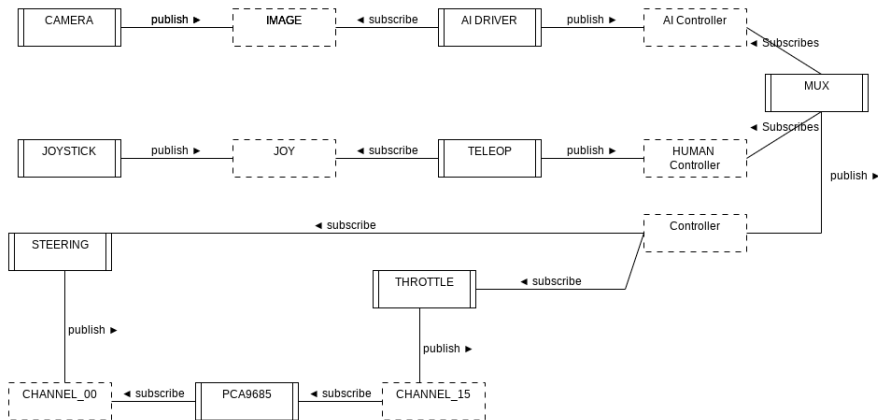 CAMERA publish ► IMAGE ◄ subscribe AI DRIVER publish ► AI Controller
◄ Subscribes
MUX
◄ Subscribes
JOYSTICK publish ► JOY ◄ subscribe TELEOP publish ► HUMAN
Controller
publish ►
◄ subscribe Controller
STEERING
THROTTLE ◄ subscribe
publish ►
publish ►
CHANNEL_00 ◄ subscribe PCA9685 ◄ subscribe CHANNEL_15